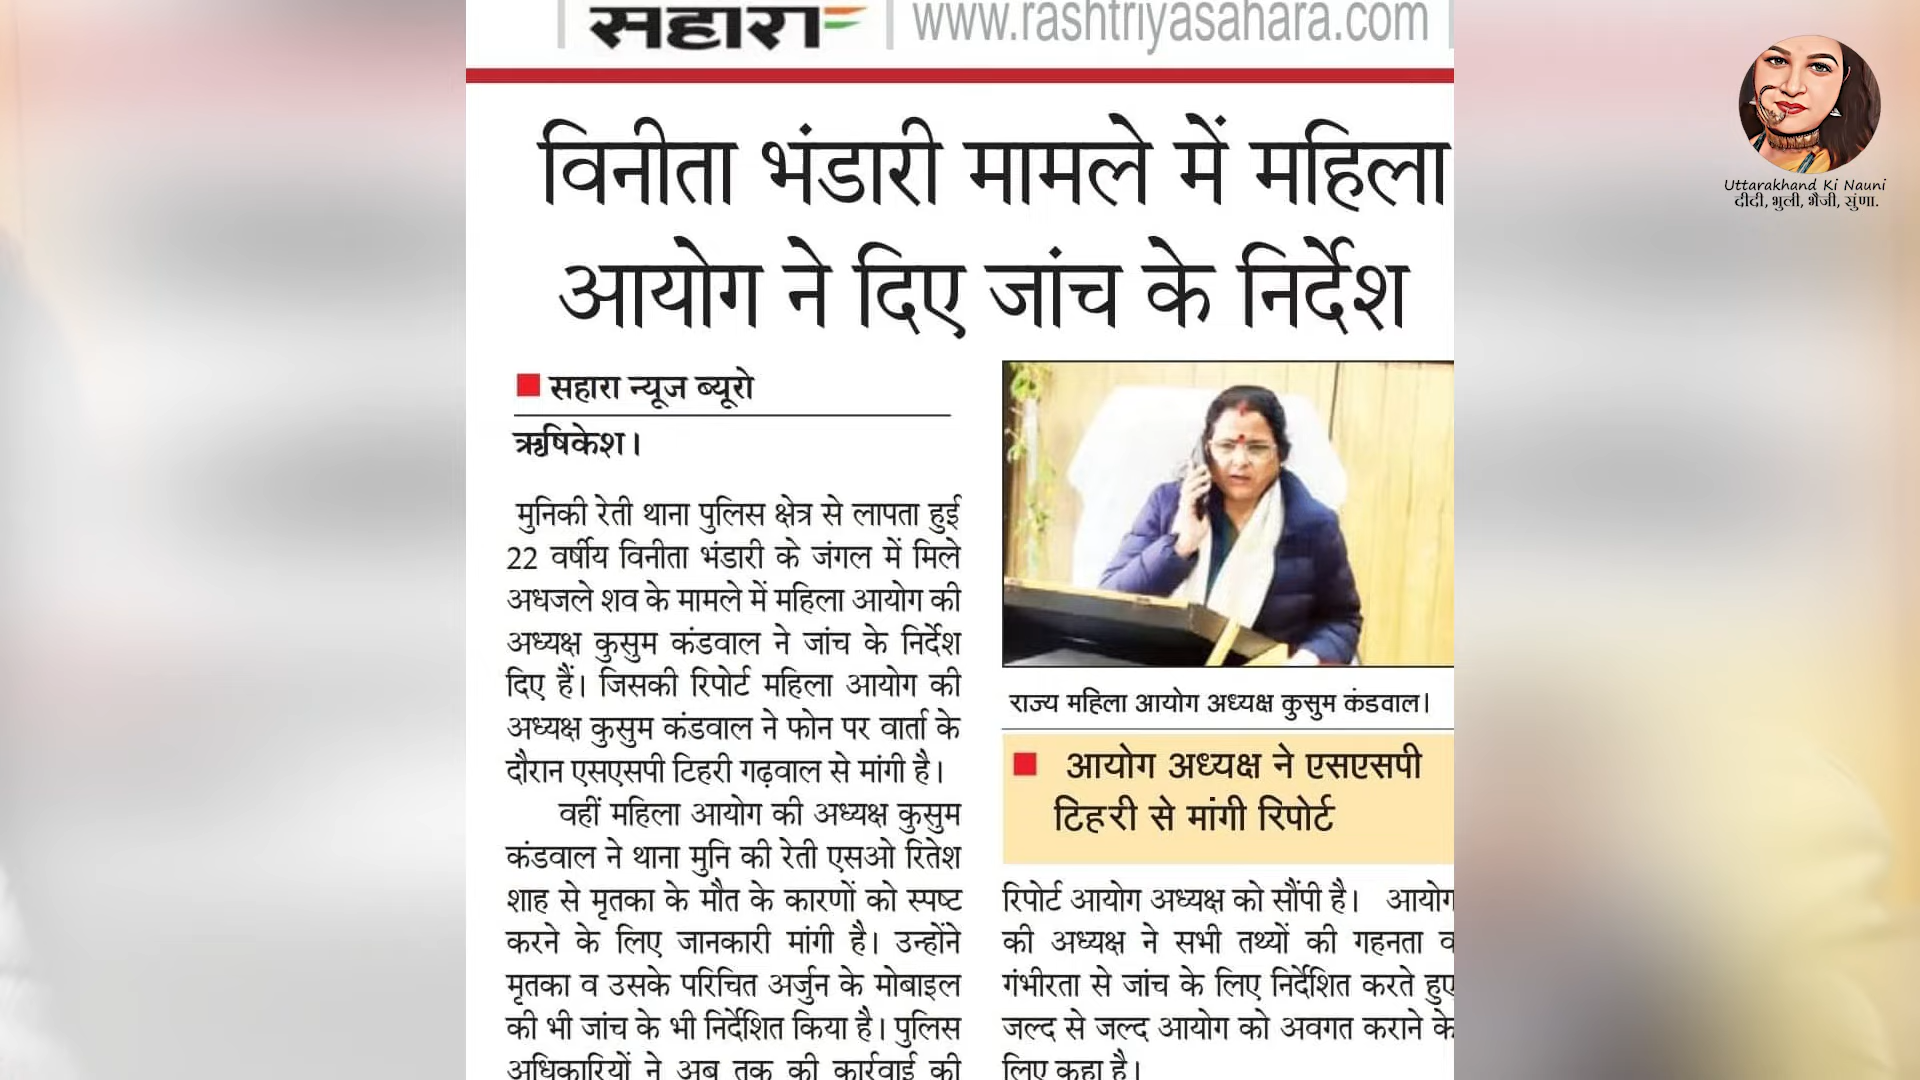 सहारा
www.rashtriyasahara.com
Uttarakhand Ki Nauni
दीदी, भुली, भैजी, सुंणा.
विनीता भंडारी मामले में महिला
आयोग ने दिए जांच के निर्देश
सहारा न्यूज ब्यूरो
ऋषिकेश।
मुनिकी रेती थाना पुलिस क्षेत्र से लापता हुई
22 वर्षीय विनीता भंडारी के जंगल में मिले
अधजले शव के मामले में महिला आयोग की
अध्यक्ष कुसुम कंडवाल ने जांच के निर्देश
दिए हैं। जिसकी रिपोर्ट महिला आयोग की
अध्यक्ष कुसुम कंडवाल ने फोन पर वार्ता के
दौरान एसएसपी टिहरी गढ़वाल से मांगी है।
वहीं महिला आयोग की अध्यक्ष कुसुम
कंडवाल ने थाना मुनि की रेती एसओ रितेश
शाह से मृतका के मौत के कारणों को स्पष्ट
करने के लिए जानकारी मांगी है। उन्होंने
मृतका व उसके परिचित अर्जुन के मोबाइल
की भी जांच के भी निर्देशित किया है। पुलिस
अधिकारियों ने अब तक की कार्रवाई की
राज्य महिला आयोग अध्यक्ष कुसुम कंडवाल।
आयोग अध्यक्ष ने एसएसपी
टिहरी से मांगी रिपोर्ट
रिपोर्ट आयोग अध्यक्ष को सौंपी है। आयोग
की अध्यक्ष ने सभी तथ्यों की गहनता व
गंभीरता से जांच के लिए निर्देशित करते हुए
जल्द से जल्द आयोग को अवगत कराने के
लिए कहा है।